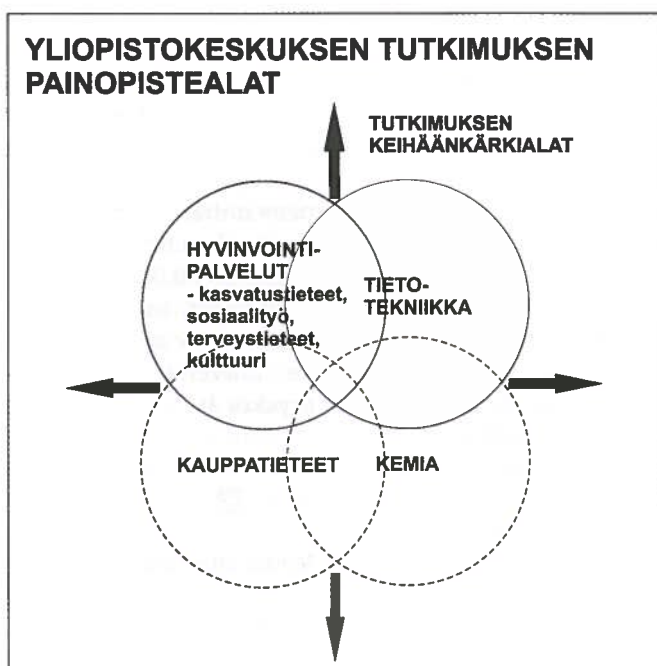 YLIOPISTOKESKUKSEN TUTKIMUKSEN
PAINOPISTEALAT
TUTKIMUKSEN
KEIHÄÄNKÄRKIALAT
HYVINVOINTI-
PALVELUT
- kasvatustieteet,
sosiaalityö,
terveystieteet,
kulttuuri
TIETO-
TEKNIIKKA
KAUPPATIETEET
KEMIA